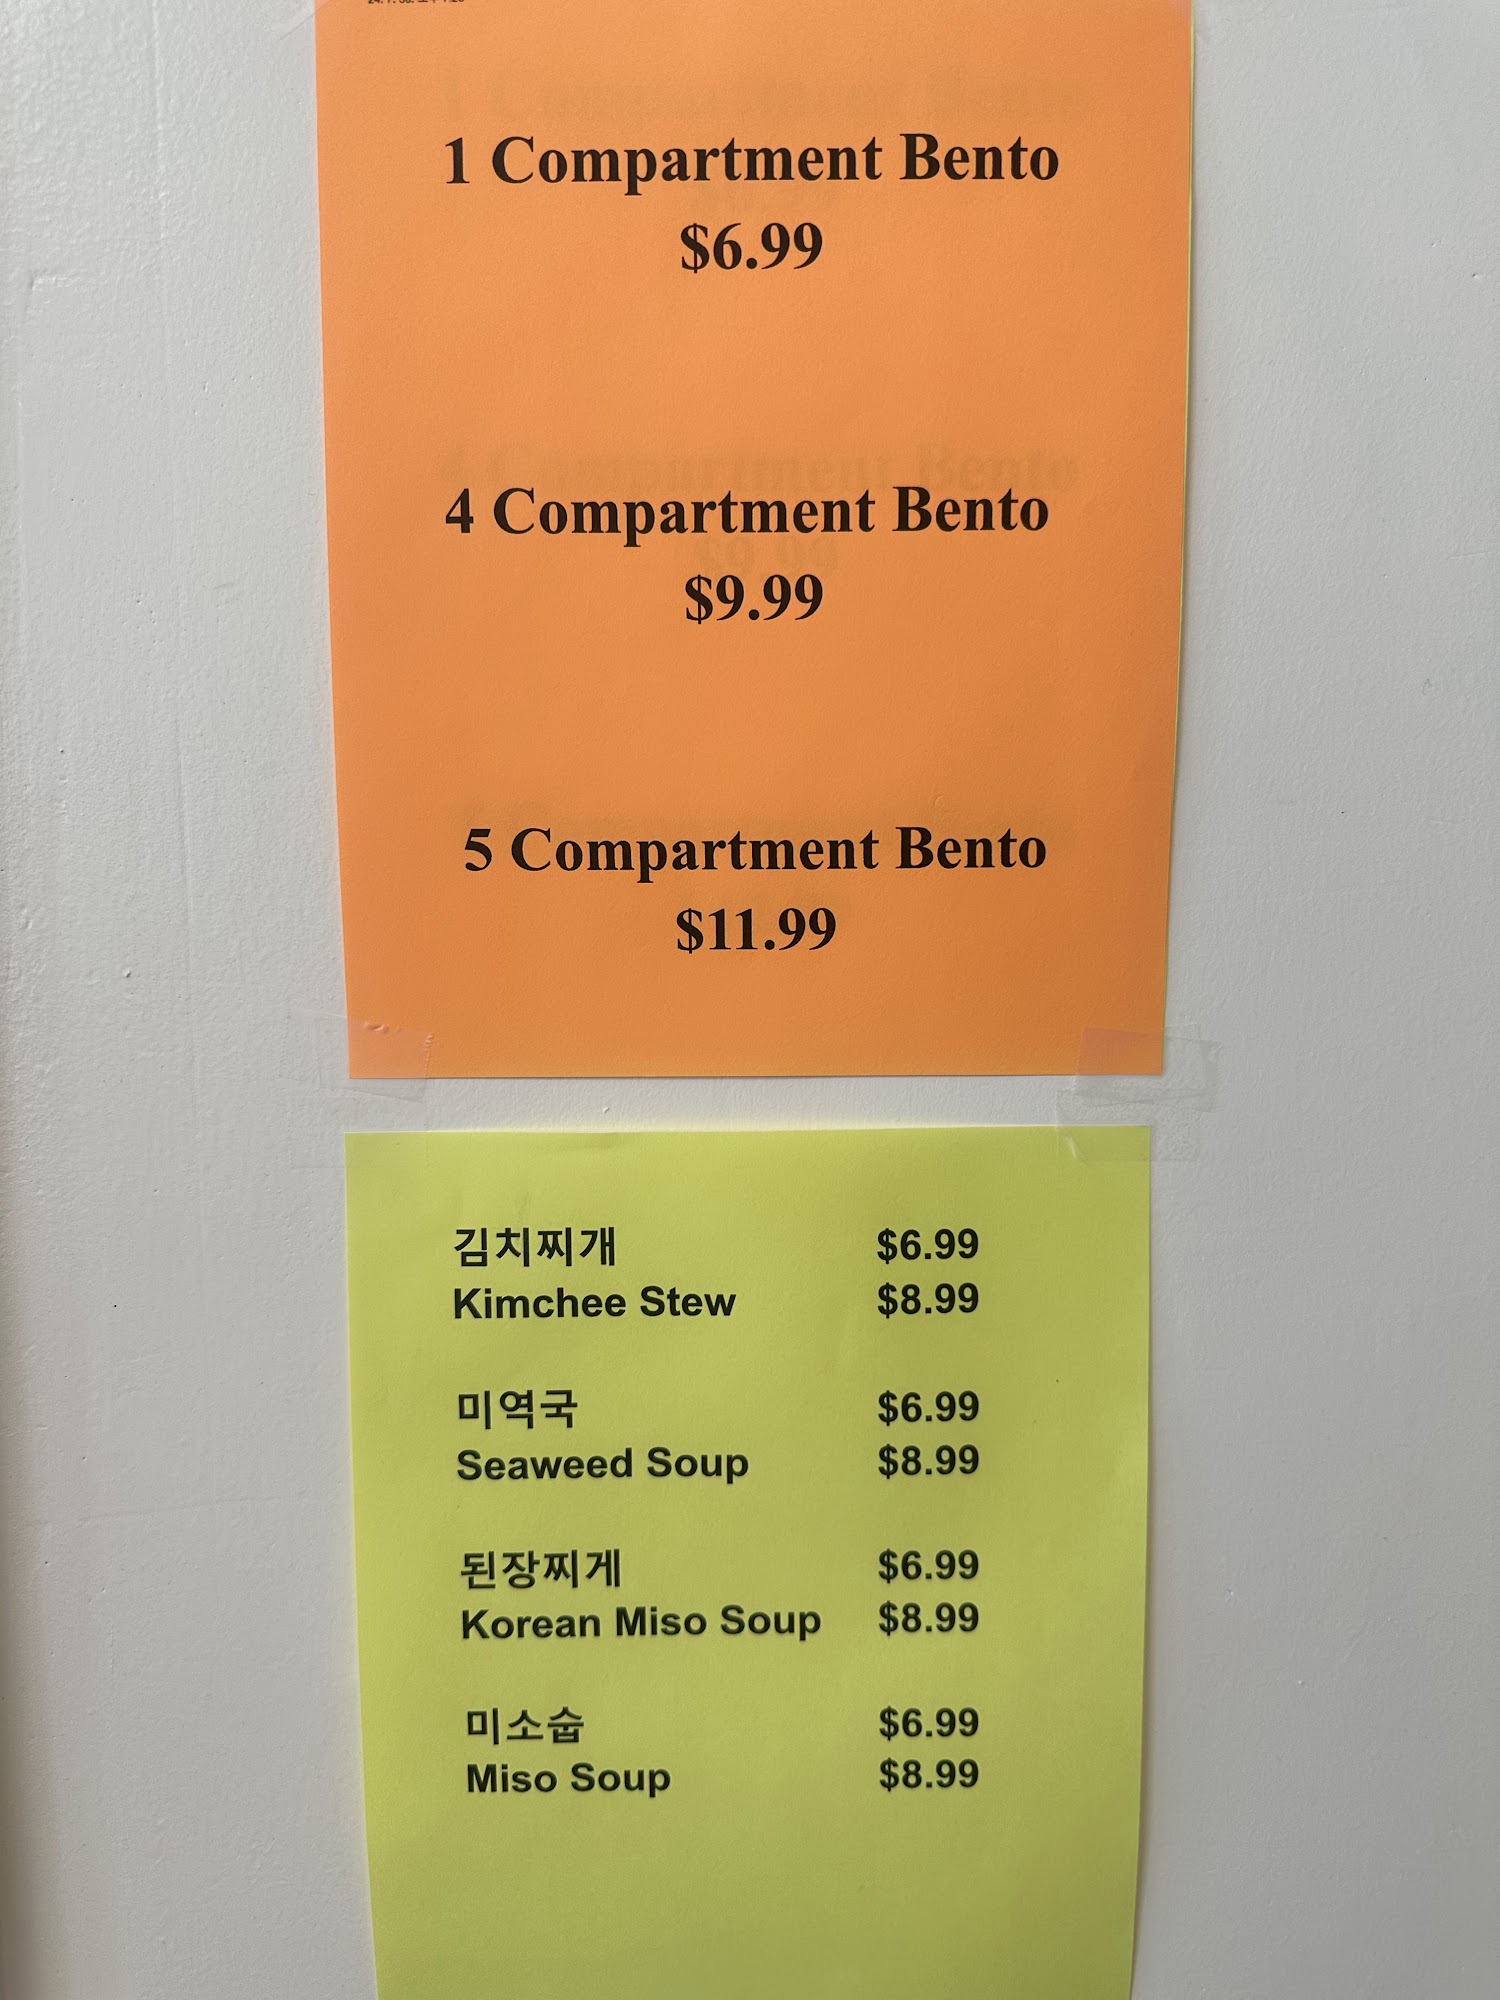 1 Compartment Bento
$6.99
4 Compartment Bento
$9.99
5 Compartment Bento
$11.99
김치찌개 $6.99
Kimchee Stew $8.99
미역국 $6.99
Seaweed Soup $8.99
된장찌게 $6.99
Korean Miso Soup $8.99
미소숩 $6.99
Miso Soup $8.99